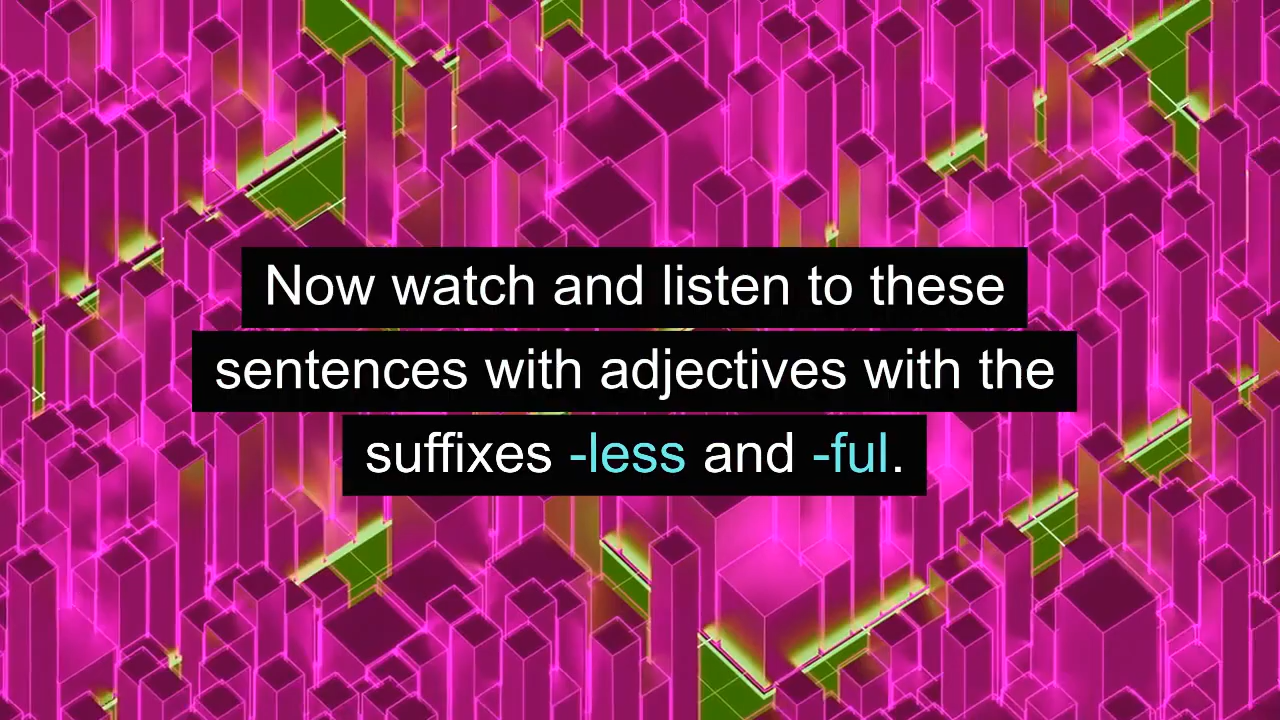 Now watch and listen to these
sentences with adjectives with the
suffixes -less and -ful.